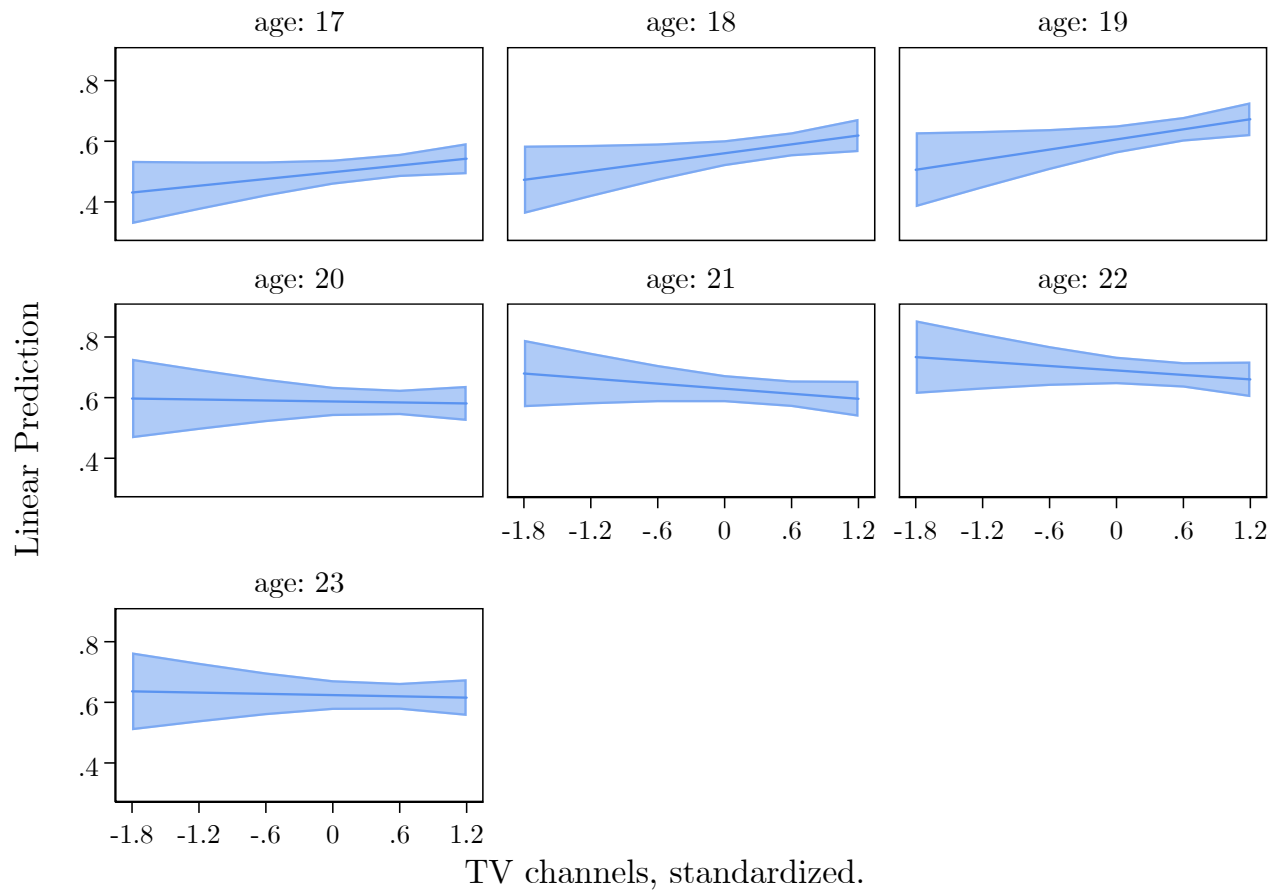 age: 17
age: 18
age: 19
.8
.6
.4
age: 20
age: 21
age: 22
.8
.6
.4
-1.8 -1.2 -.6 0 .6 1.2
-1.8 -1.2 -.6 0 .6 1.2
Linear Prediction
age: 23
.8
.6
.4
-1.8 -1.2 -.6 0 .6 1.2
TV channels, standardized.